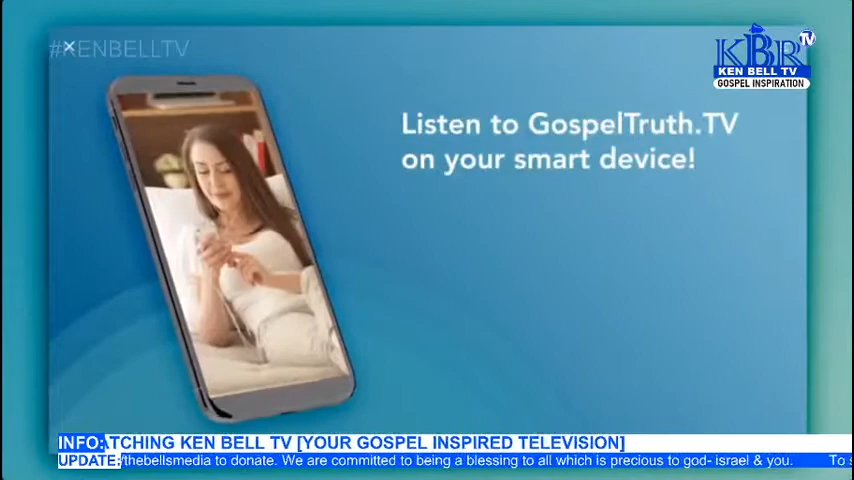 #KENBELLTV
KBR TV
KEN BELL TV
GOSPEL INSPIRATION
Listen to GospelTruth.TV
on your smart device!
INFO: ATCHING KEN BELL TV [YOUR GOSPEL INSPIRED TELEVISION]
UPDATE: /thebellsmedia to donate. We are committed to being a blessing to all which is precious to god- israel & you. To s